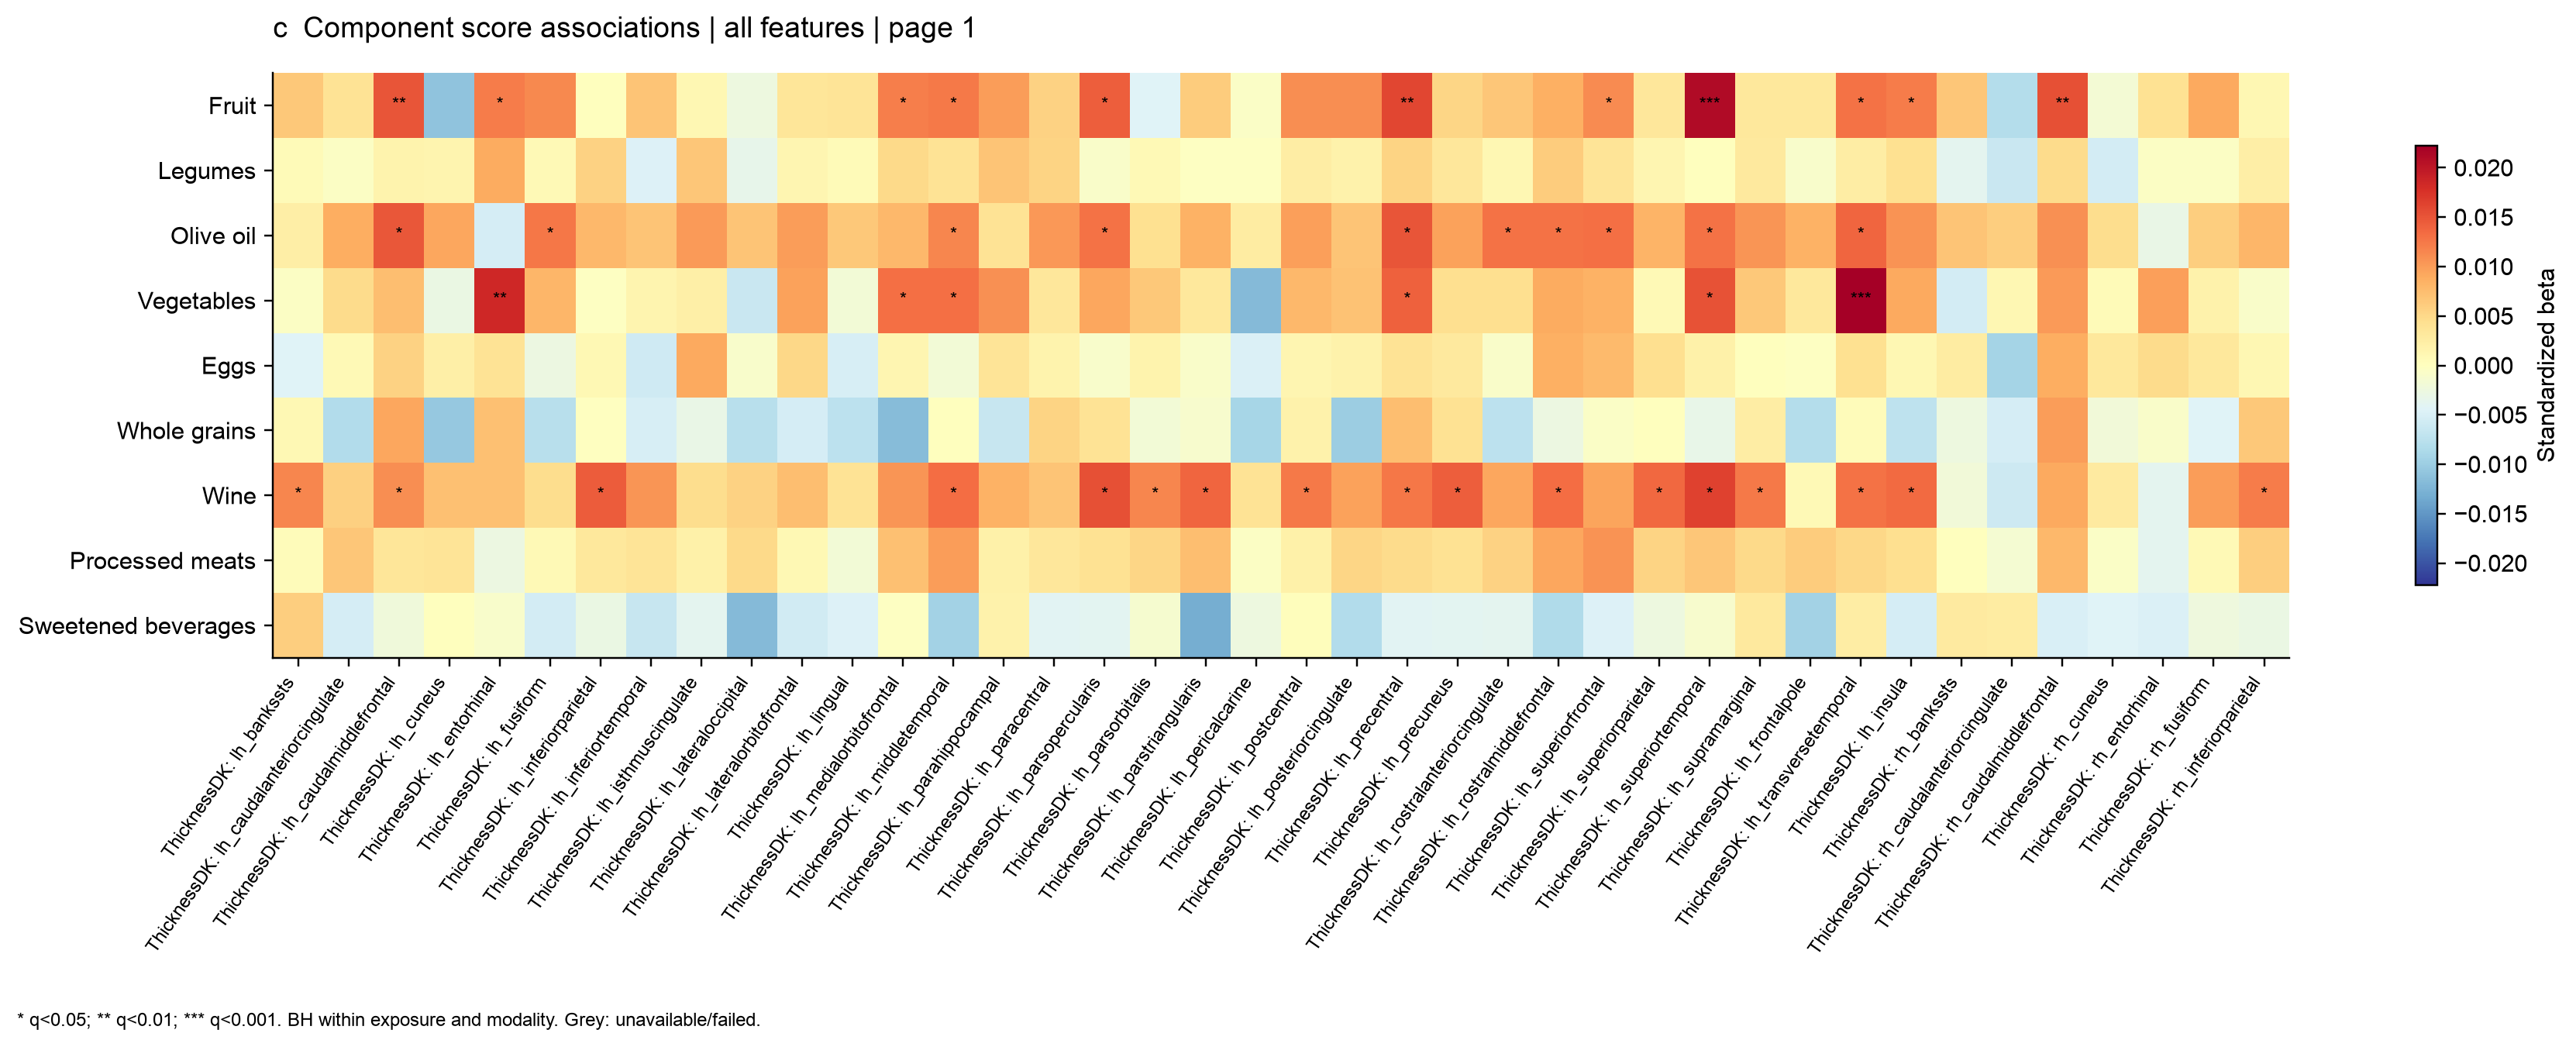 c  Component score associations | all features | page 1
Fruit
Legumes
Olive oil
Vegetables
Eggs
Whole grains
Wine
Processed meats
Sweetened beverages
** * * * * ** * *** * * **
* * * * * * * * * *
** * * * * ***
* * * * * * * * * * * * * * * * *
ThicknessDK: lh_bankssts
ThicknessDK: lh_caudalanteriorcingulate
ThicknessDK: lh_caudalmiddlefrontal
ThicknessDK: lh_cuneus
ThicknessDK: lh_entorhinal
ThicknessDK: lh_fusiform
ThicknessDK: lh_inferiorparietal
ThicknessDK: lh_inferiortemporal
ThicknessDK: lh_isthmuscingulate
ThicknessDK: lh_lateraloccipital
ThicknessDK: lh_lateralorbitofrontal
ThicknessDK: lh_lingual
ThicknessDK: lh_medialorbitofrontal
ThicknessDK: lh_middletemporal
ThicknessDK: lh_parahippocampal
ThicknessDK: lh_paracentral
ThicknessDK: lh_parsopercularis
ThicknessDK: lh_parsorbitalis
ThicknessDK: lh_parstriangularis
ThicknessDK: lh_pericalcarine
ThicknessDK: lh_postcentral
ThicknessDK: lh_posteriorcingulate
ThicknessDK: lh_precentral
ThicknessDK: lh_precuneus
ThicknessDK: lh_rostralanteriorcingulate
ThicknessDK: lh_rostralmiddlefrontal
ThicknessDK: lh_superiorfrontal
ThicknessDK: lh_superiorparietal
ThicknessDK: lh_superiortemporal
ThicknessDK: lh_supramarginal
ThicknessDK: lh_frontalpole
ThicknessDK: lh_transversetemporal
ThicknessDK: lh_insula
ThicknessDK: rh_bankssts
ThicknessDK: rh_caudalanteriorcingulate
ThicknessDK: rh_caudalmiddlefrontal
ThicknessDK: rh_cuneus
ThicknessDK: rh_entorhinal
ThicknessDK: rh_fusiform
ThicknessDK: rh_inferiorparietal
0.020
0.015
0.010
0.005
0.000
−0.005
−0.010
−0.015
−0.020
Standardized beta
* q<0.05; ** q<0.01; *** q<0.001. BH within exposure and modality. Grey: unavailable/failed.